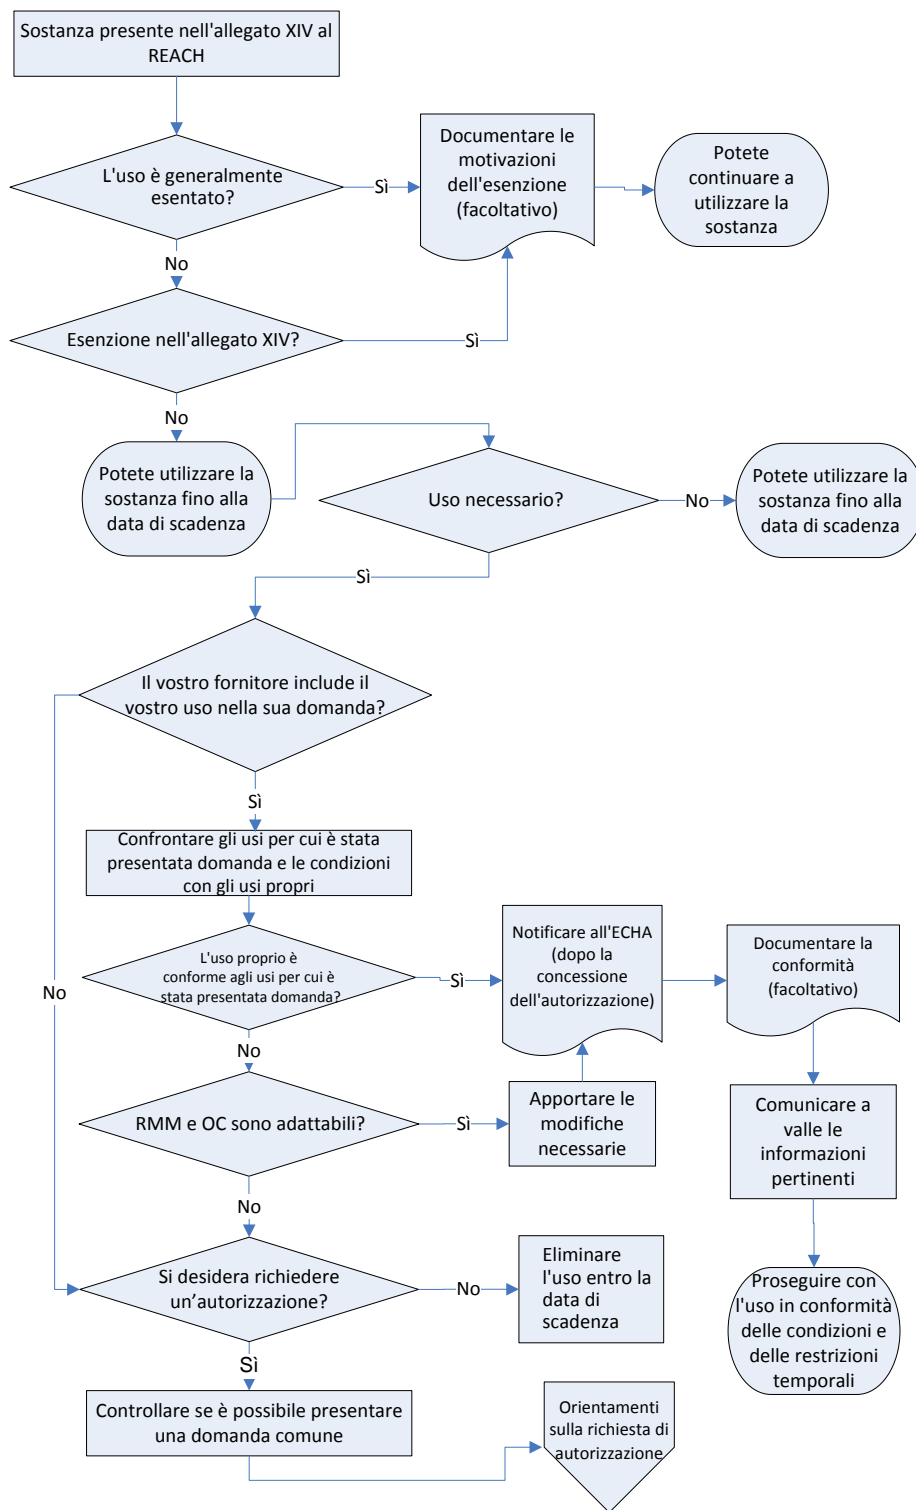 Sostanza presente nell'allegato XIV al
REACH
L'uso è generalmente
esentato?
Sì
Documentare le
motivazioni
dell'esenzione
(facoltativo)
Potete
continuare a
utilizzare la
sostanza
No
Esenzione nell'allegato XIV?
Sì
No
Potete utilizzare la
sostanza fino alla
data di scadenza
Uso necessario?
No
Potete utilizzare la
sostanza fino alla
data di scadenza
Sì
Il vostro fornitore include il
vostro uso nella sua domanda?
Sì
No
Confrontare gli usi per cui è stata
presentata domanda e le condizioni
con gli usi propri
L'uso proprio è
conforme agli usi per cui è
stata presentata domanda?
Sì
Notificare all'ECHA
(dopo la
concessione
dell'autorizzazione)
Documentare la
conformità
(facoltativo)
No
RMM e OC sono adattabili?
Sì
Apportare le
modifiche
necessarie
Comunicare a
valle le
informazioni
pertinenti
No
Si desidera richiedere
un'autorizzazione?
No
Eliminare
l'uso entro la
data di
scadenza
Proseguire con
l'uso in conformità
delle condizioni e
delle restrizioni
temporali
Sì
Controllare se è possibile presentare
una domanda comune
Orientamenti
sulla richiesta di
autorizzazione